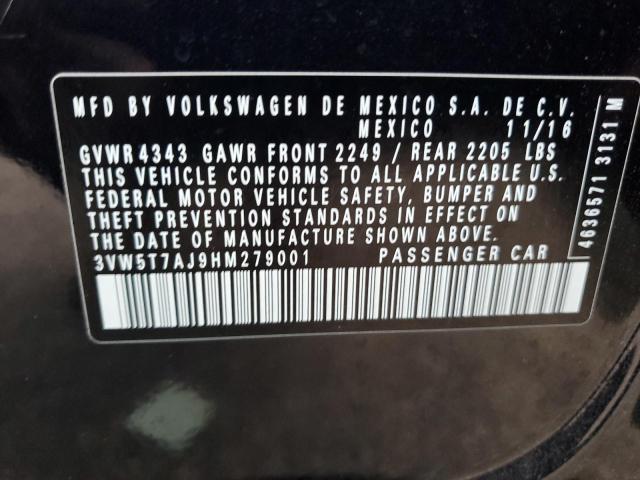 MFD BY VOLKSWAGEN DE MEXICO S.A. DE C.V.
MEXICO 11/16
GVWR 4343 GAWR FRONT 2249 / REAR 2205 LBS
THIS VEHICLE CONFORMS TO ALL APPLICABLE U.S.
FEDERAL MOTOR VEHICLE SAFETY, BUMPER AND
THEFT PREVENTION STANDARDS IN EFFECT ON
THE DATE OF MANUFACTURE SHOWN ABOVE.
3VW5T7AJ9HM279001 PASSENGER CAR
4636571 3131 M